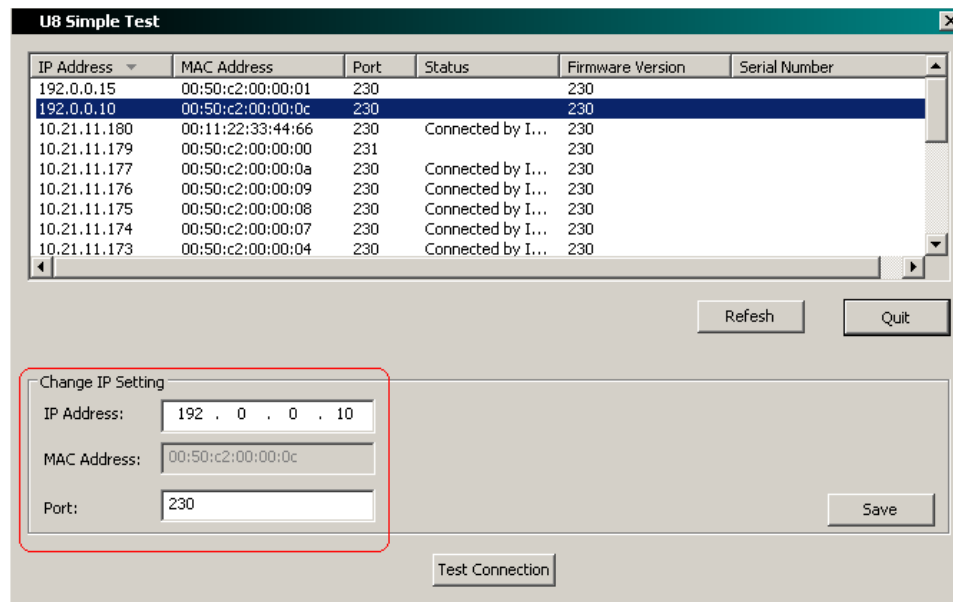 U8 Simple Test
IP Address MAC Address Port Status Firmware Version Serial Number
192.0.0.15 00:50:c2:00:00:01 230 230
192.0.0.10 00:50:c2:00:00:0c 230 230
10.21.11.180 00:11:22:33:44:66 230 Connected by I... 230
10.21.11.179 00:50:c2:00:00:00 231 230
10.21.11.177 00:50:c2:00:00:0a 230 Connected by I... 230
10.21.11.176 00:50:c2:00:00:09 230 Connected by I... 230
10.21.11.175 00:50:c2:00:00:08 230 Connected by I... 230
10.21.11.174 00:50:c2:00:00:07 230 Connected by I... 230
10.21.11.173 00:50:c2:00:00:04 230 Connected by I... 230
Refesh Quit
Change IP Setting
IP Address: 192 . 0 . 0 . 10
MAC Address: 00:50:c2:00:00:0c
Port: 230
Save
Test Connection